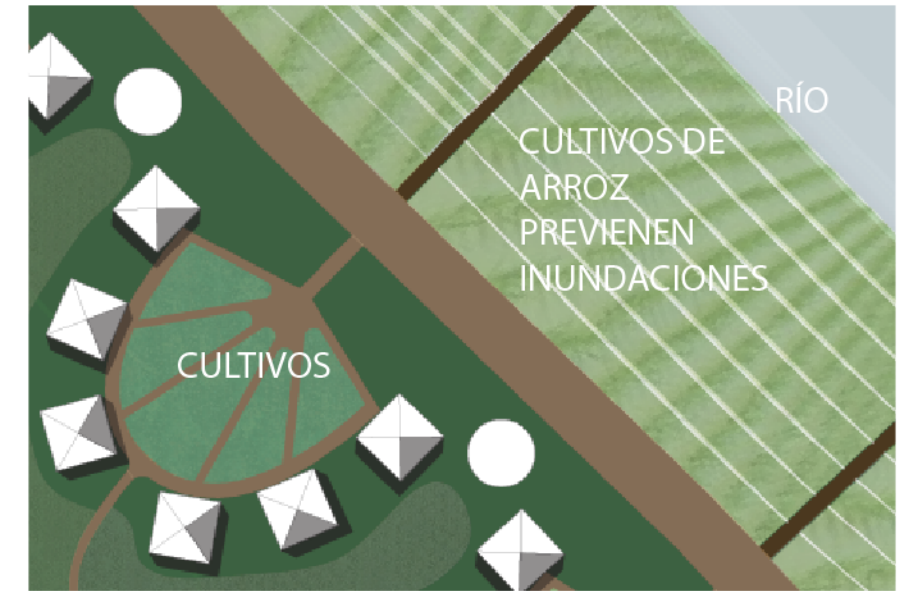 RÍO
CULTIVOS DE
ARROZ
PREVIENEN
INUNDACIONES
CULTIVOS